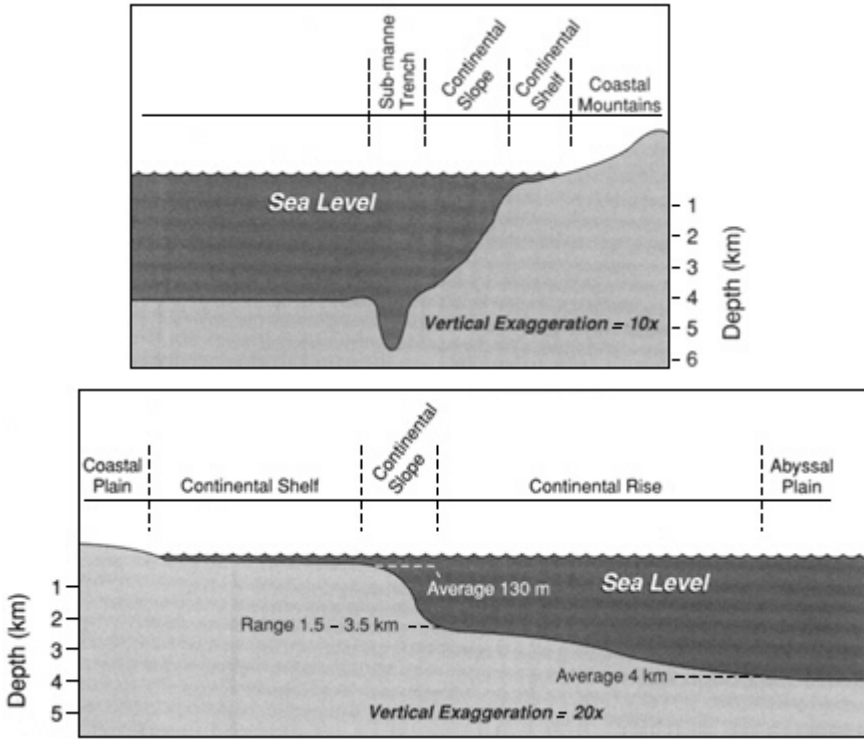 Sub-manne
Trench
Continental
Slope
Continental
Shelf
Coastal
Mountains
Sea Level
1
2
3
4
5
6
Depth (km)
Vertical Exaggeration = 10x
Coastal
Plain
Continental Shelf
Continental
Slope
Continental Rise
Abyssal
Plain
Average 130 m
Sea Level
Range 1.5 – 3.5 km
Average 4 km
1
2
3
4
5
Depth (km)
Vertical Exaggeration = 20x